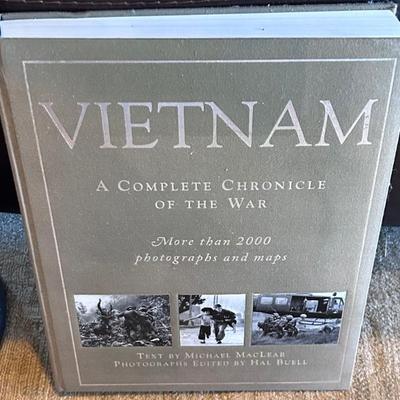 VIETNAM
A COMPLETE CHRONICLE
OF THE WAR
More than 2000
photographs and maps
TEXT BY MICHAEL MACLEAR
PHOTOGRAPHS EDITED BY HAL BUELL